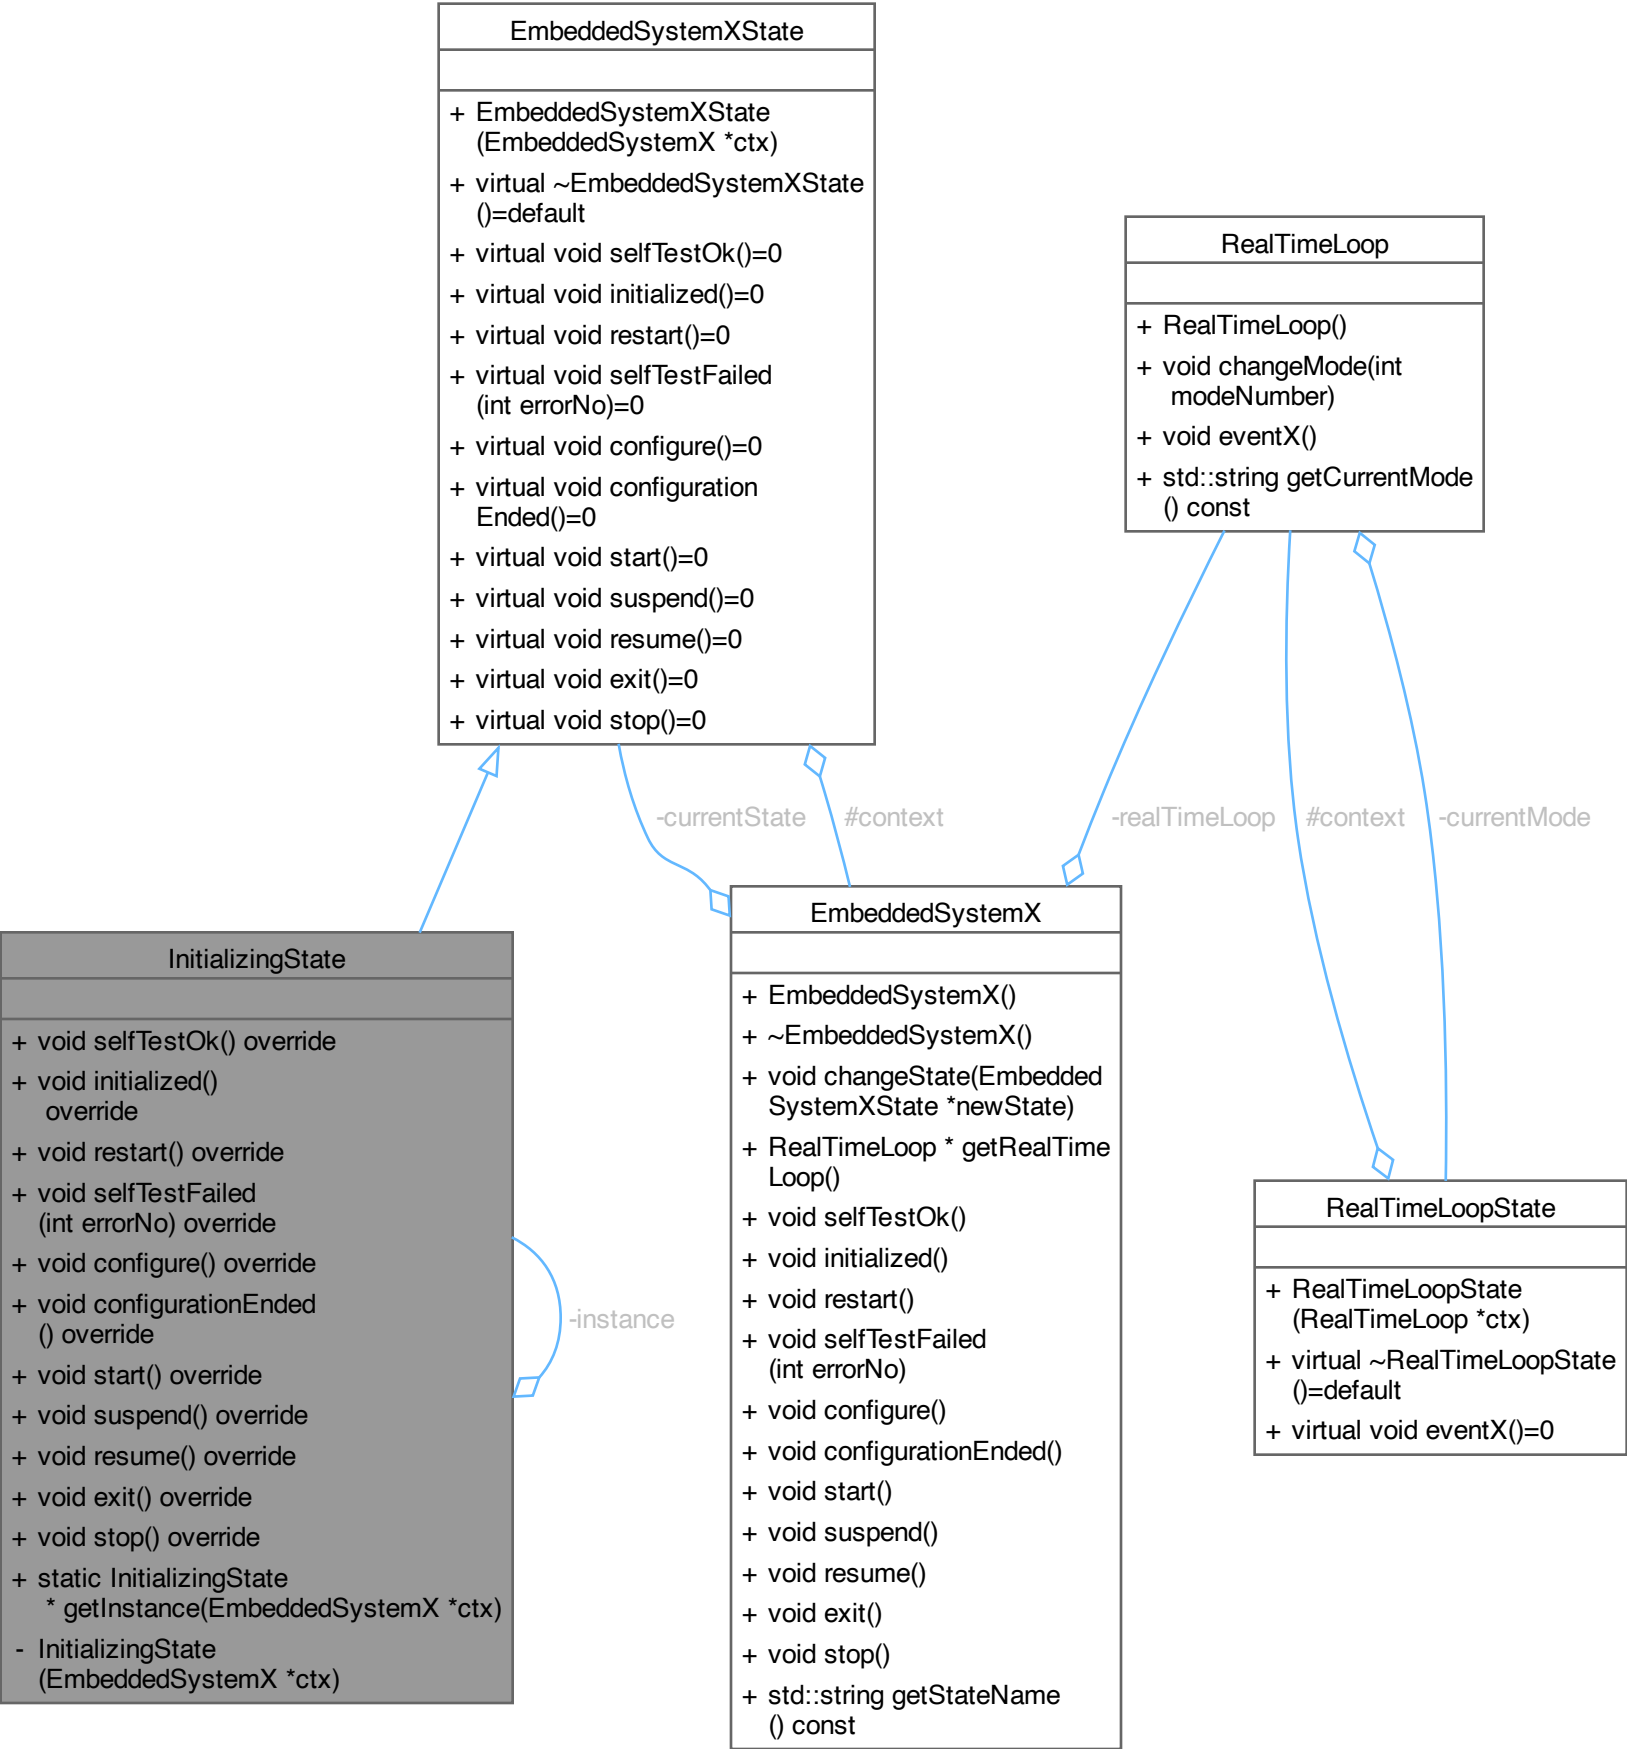 EmbeddedSystemXState
+ EmbeddedSystemXState
(EmbeddedSystemX *ctx)
+ virtual ~EmbeddedSystemXState
()=default
+ virtual void selfTestOk()=0
+ virtual void initialized()=0
+ virtual void restart()=0
+ virtual void selfTestFailed
(int errorNo)=0
+ virtual void configure()=0
+ virtual void configuration
Ended()=0
+ virtual void start()=0
+ virtual void suspend()=0
+ virtual void resume()=0
+ virtual void exit()=0
+ virtual void stop()=0
RealTimeLoop
+ RealTimeLoop()
+ void changeMode(int
modeNumber)
+ void eventX()
+ std::string getCurrentMode
() const
-currentState
#context
-realTimeLoop
#context
-currentMode
InitializingState
+ void selfTestOk() override
+ void initialized()
override
+ void restart() override
+ void selfTestFailed
(int errorNo) override
+ void configure() override
+ void configurationEnded
() override
+ void start() override
+ void suspend() override
+ void resume() override
+ void exit() override
+ void stop() override
+ static InitializingState
* getInstance(EmbeddedSystemX *ctx)
- InitializingState
(EmbeddedSystemX *ctx)
-instance
EmbeddedSystemX
+ EmbeddedSystemX()
+ ~EmbeddedSystemX()
+ void changeState(Embedded
SystemXState *newState)
+ RealTimeLoop * getRealTime
Loop()
+ void selfTestOk()
+ void initialized()
+ void restart()
+ void selfTestFailed
(int errorNo)
+ void configure()
+ void configurationEnded()
+ void start()
+ void suspend()
+ void resume()
+ void exit()
+ void stop()
+ std::string getStateName
() const
RealTimeLoopState
+ RealTimeLoopState
(RealTimeLoop *ctx)
+ virtual ~RealTimeLoopState
()=default
+ virtual void eventX()=0